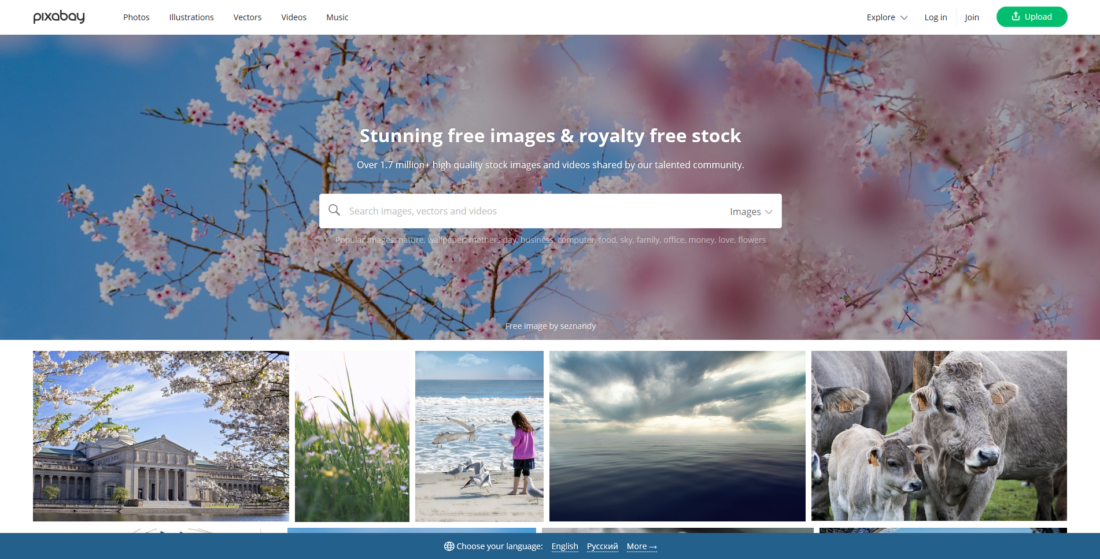 pixabay
Photos Illustrations Vectors Videos Music
Explore Log in Join Upload
Stunning free images & royalty free stock
Over 1.7 million+ high quality stock images and videos shared by our talented community.
Search images, vectors and videos Images
Popular Images: nature, wallpaper, mother's day, business, computer, food, sky, family, office, money, love, flowers
Free image by seznandy
Choose your language: English Русский More →